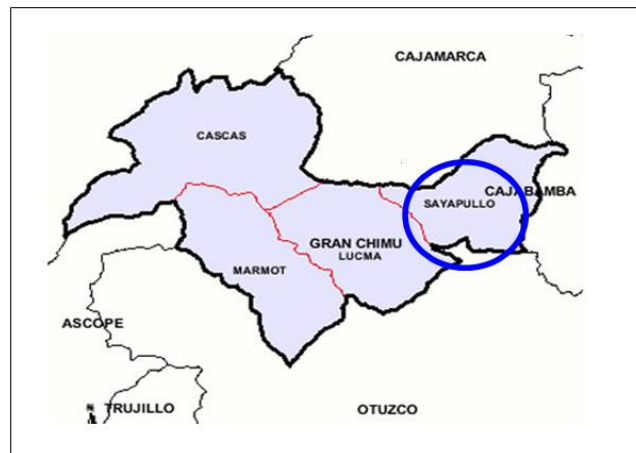 CAJAMARCA
CASCAS
CAJABAMBA
SAYAPULLO
GRAN CHIMU
LUCMA
MARMOT
ASCOPE
N
TRUJILLO
OTUZCO